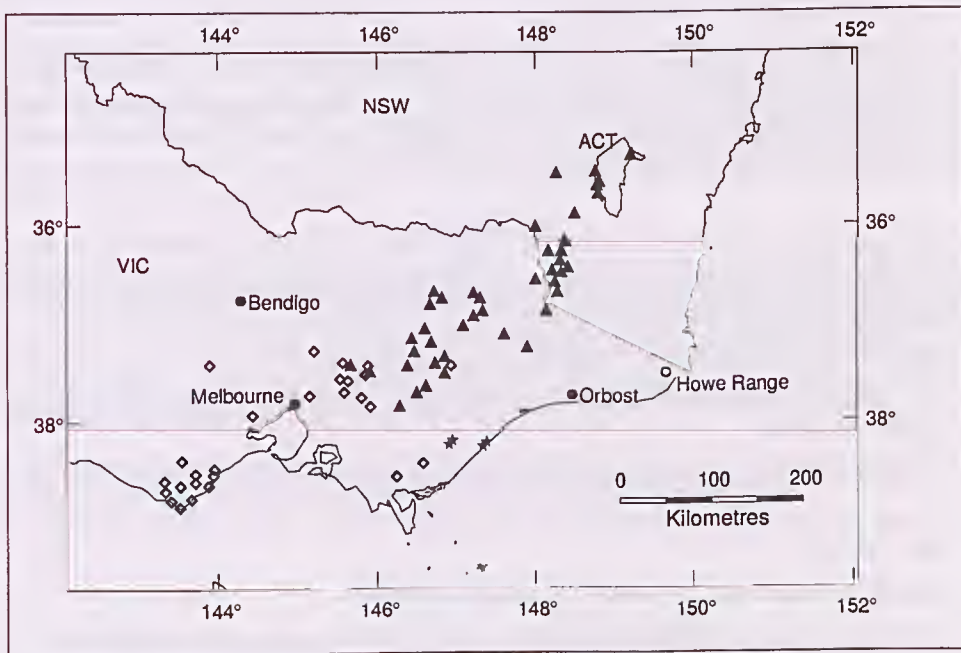 144° 146° 148° 150° 152°
NSW
ACT
36° 36°
VIC
Bendigo
Melbourne
Howe Range
Orbost
38° 38°
0 100 200
Kilometres
144° 146° 148° 150° 152°